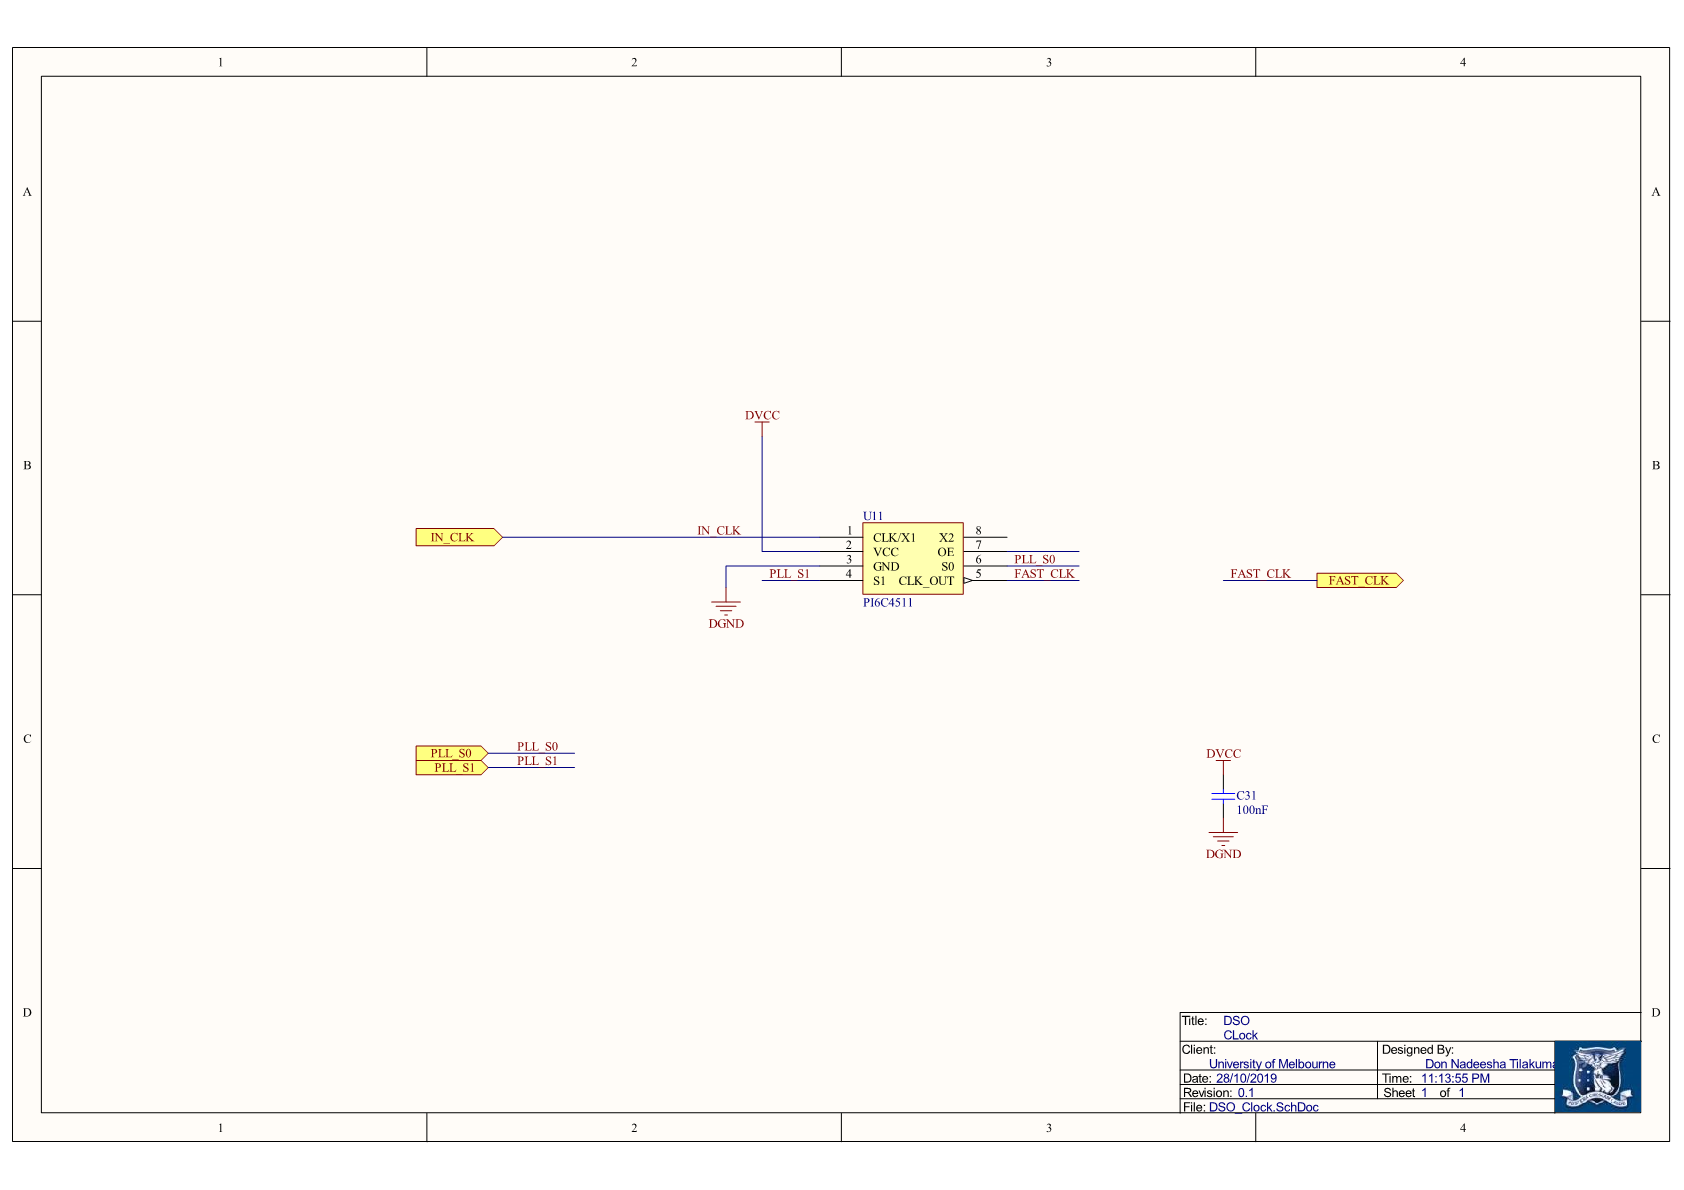 1 2 3 4
A A
DVCC
B B
U11
IN_CLK IN_CLK 1 CLK/X1 X2 8
2 VCC OE 7
3 GND S0 6 PLL_S0
PLL_S1 4 S1 CLK_OUT 5 FAST_CLK FAST_CLK FAST_CLK
PI6C4511
DGND
C C
PLL_S0 PLL_S0
PLL_S1 PLL_S1
DVCC
C31
100nF
DGND
D D
Title: DSO
CLock
Client: Designed By:
University of Melbourne Don Nadeesha Tilakuma
Date: 28/10/2019 Time: 11:13:55 PM
Revision: 0.1 Sheet 1 of 1
File: DSO_Clock.SchDoc
1 2 3 4